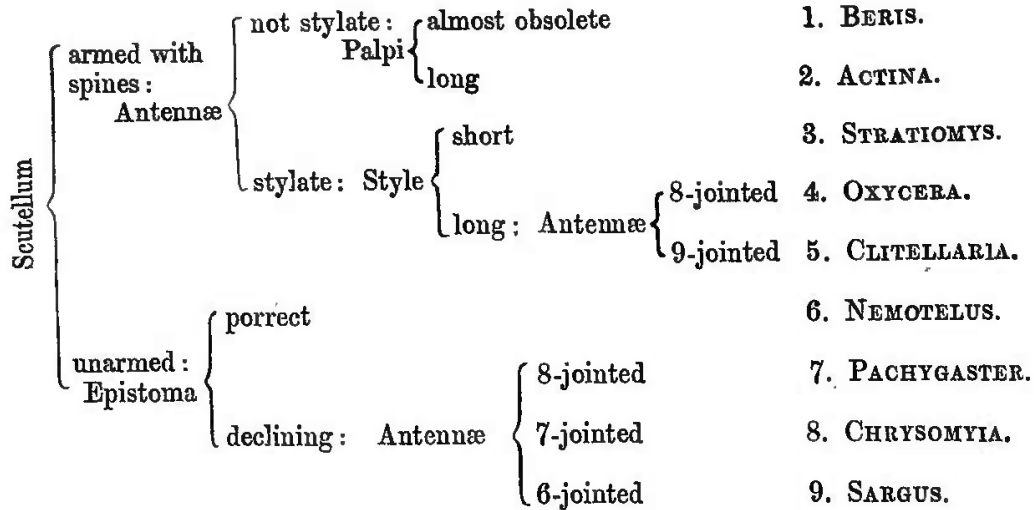 not stylate: almost obsolete 1. BERIS.
armed with Palpi
spines: long 2. ACTINA.
Antennæ
short 3. STRATIOMYS.
stylate: Style
8-jointed 4. OXYCERA.
long: Antennæ
9-jointed 5. CLITELLARIA.
Scutellum
porrect 6. NEMOTELUS.
unarmed:
Epistoma
8-jointed 7. PACHYGASTER.
declining: Antennæ 7-jointed 8. CHRYSOMYIA.
6-jointed 9. SARGUS.